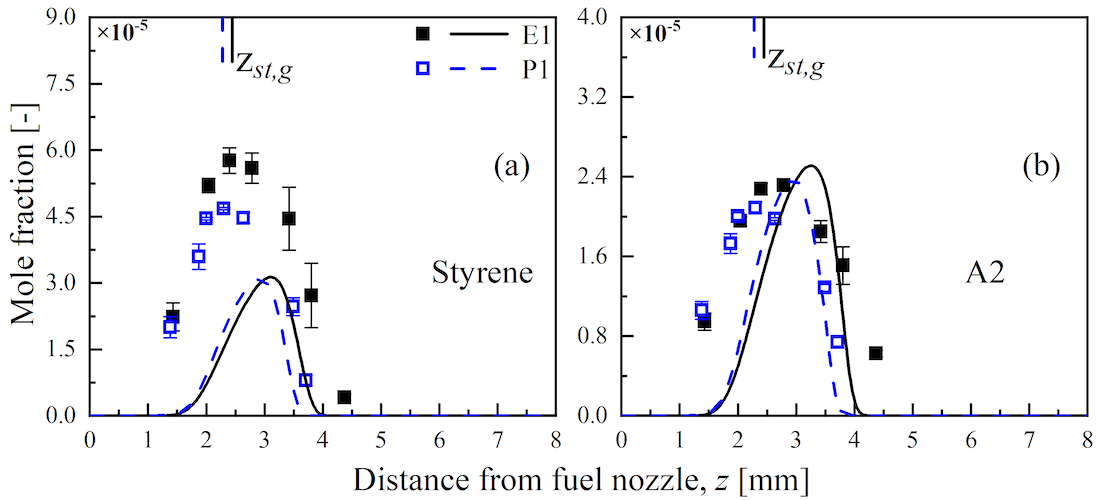 ×10-5
9.0
7.5
6.0
4.5
3.0
1.5
0.0
Zst,g
E1
P1
(a)
Styrene
0 1 2 3 4 5 6 7 8
×10-5
4.0
3.2
2.4
1.6
0.8
0.0
Zst,g
(b)
A2
0 1 2 3 4 5 6 7 8
Mole fraction [-]
Distance from fuel nozzle, z [mm]